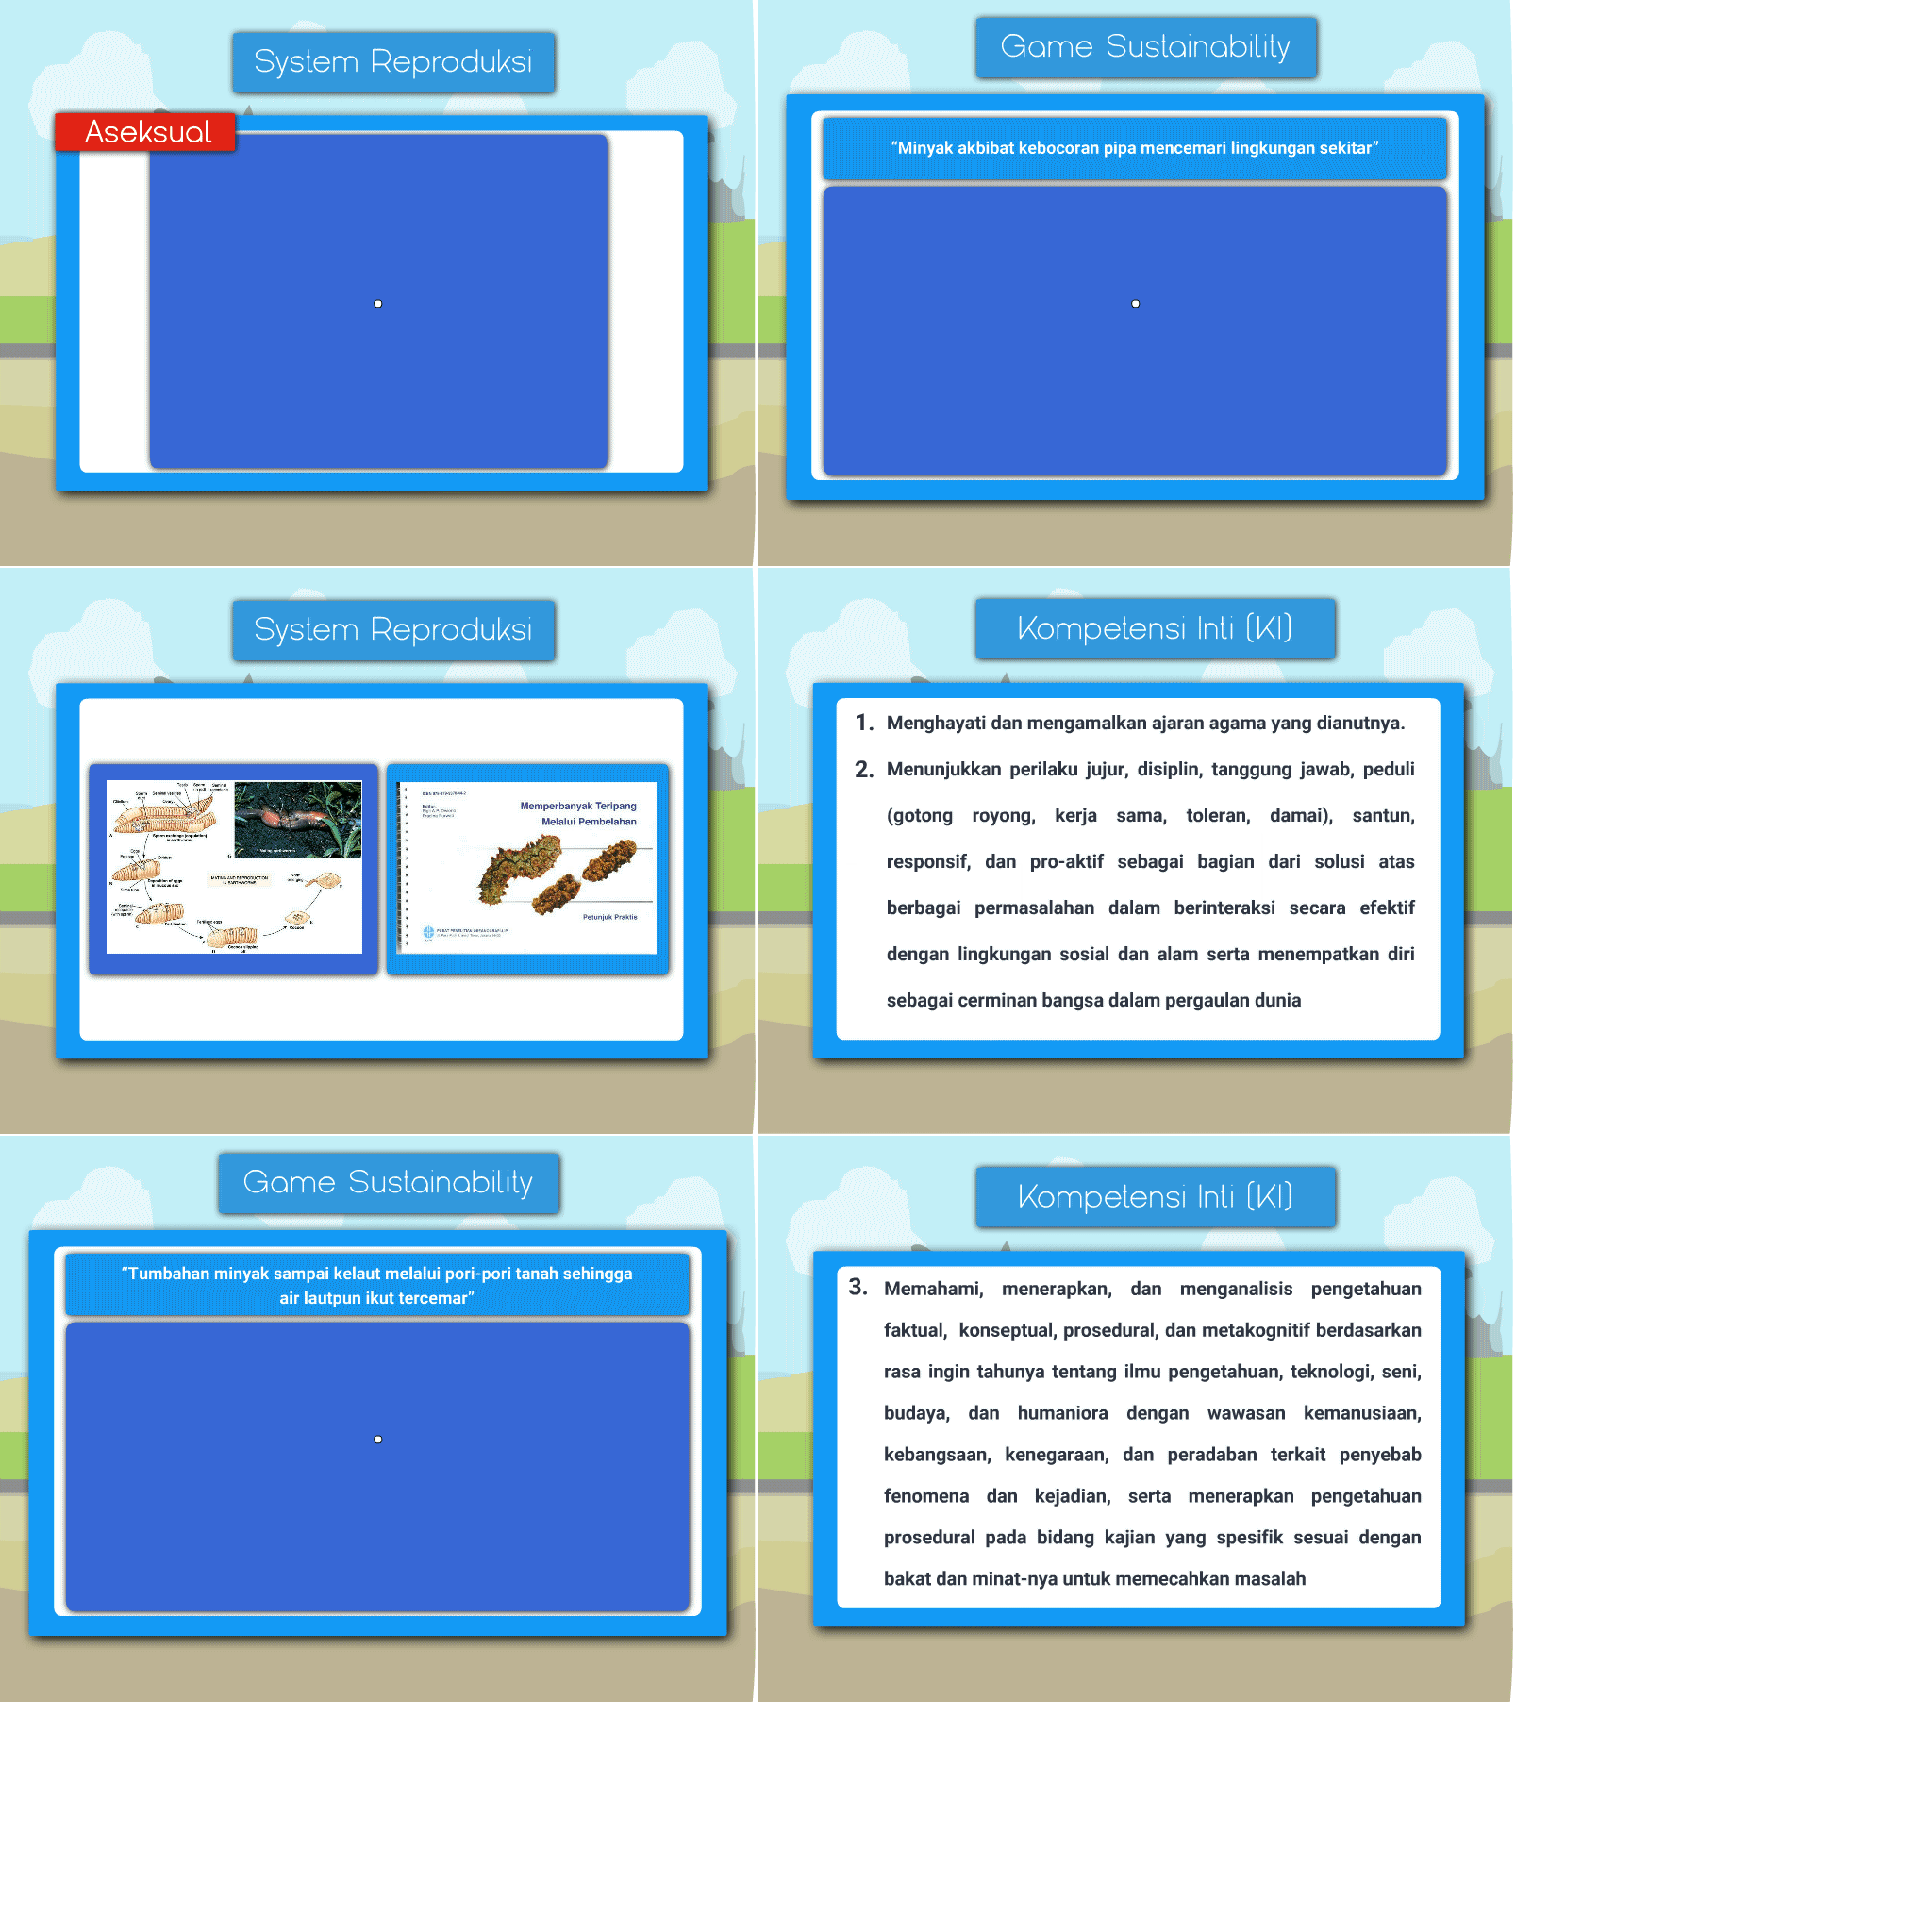 System Reproduksi
Aseksual
Game Sustainability
“Minyak akbibat kebocoran pipa mencemari lingkungan sekitar”
System Reproduksi
MATING AND REPRODUCTION
IN EARTHWORMS
Memperbanyak Teripang
Melalui Pembelahan
Petunjuk Praktis
Kompetensi Inti (KI)
1. Menghayati dan mengamalkan ajaran agama yang dianutnya.
2. Menunjukkan perilaku jujur, disiplin, tanggung jawab, peduli
(gotong royong, kerja sama, toleran, damai), santun,
responsif, dan pro-aktif sebagai bagian dari solusi atas
berbagai permasalahan dalam berinteraksi secara efektif
dengan lingkungan sosial dan alam serta menempatkan diri
sebagai cerminan bangsa dalam pergaulan dunia
Game Sustainability
“Tumbahan minyak sampai kelaut melalui pori-pori tanah sehingga
air lautpun ikut tercemar”
Kompetensi Inti (KI)
3. Memahami, menerapkan, dan menganalisis pengetahuan
faktual, konseptual, prosedural, dan metakognitif berdasarkan
rasa ingin tahunya tentang ilmu pengetahuan, teknologi, seni,
budaya, dan humaniora dengan wawasan kemanusiaan,
kebangsaan, kenegaraan, dan peradaban terkait penyebab
fenomena dan kejadian, serta menerapkan pengetahuan
prosedural pada bidang kajian yang spesifik sesuai dengan
bakat dan minat-nya untuk memecahkan masalah